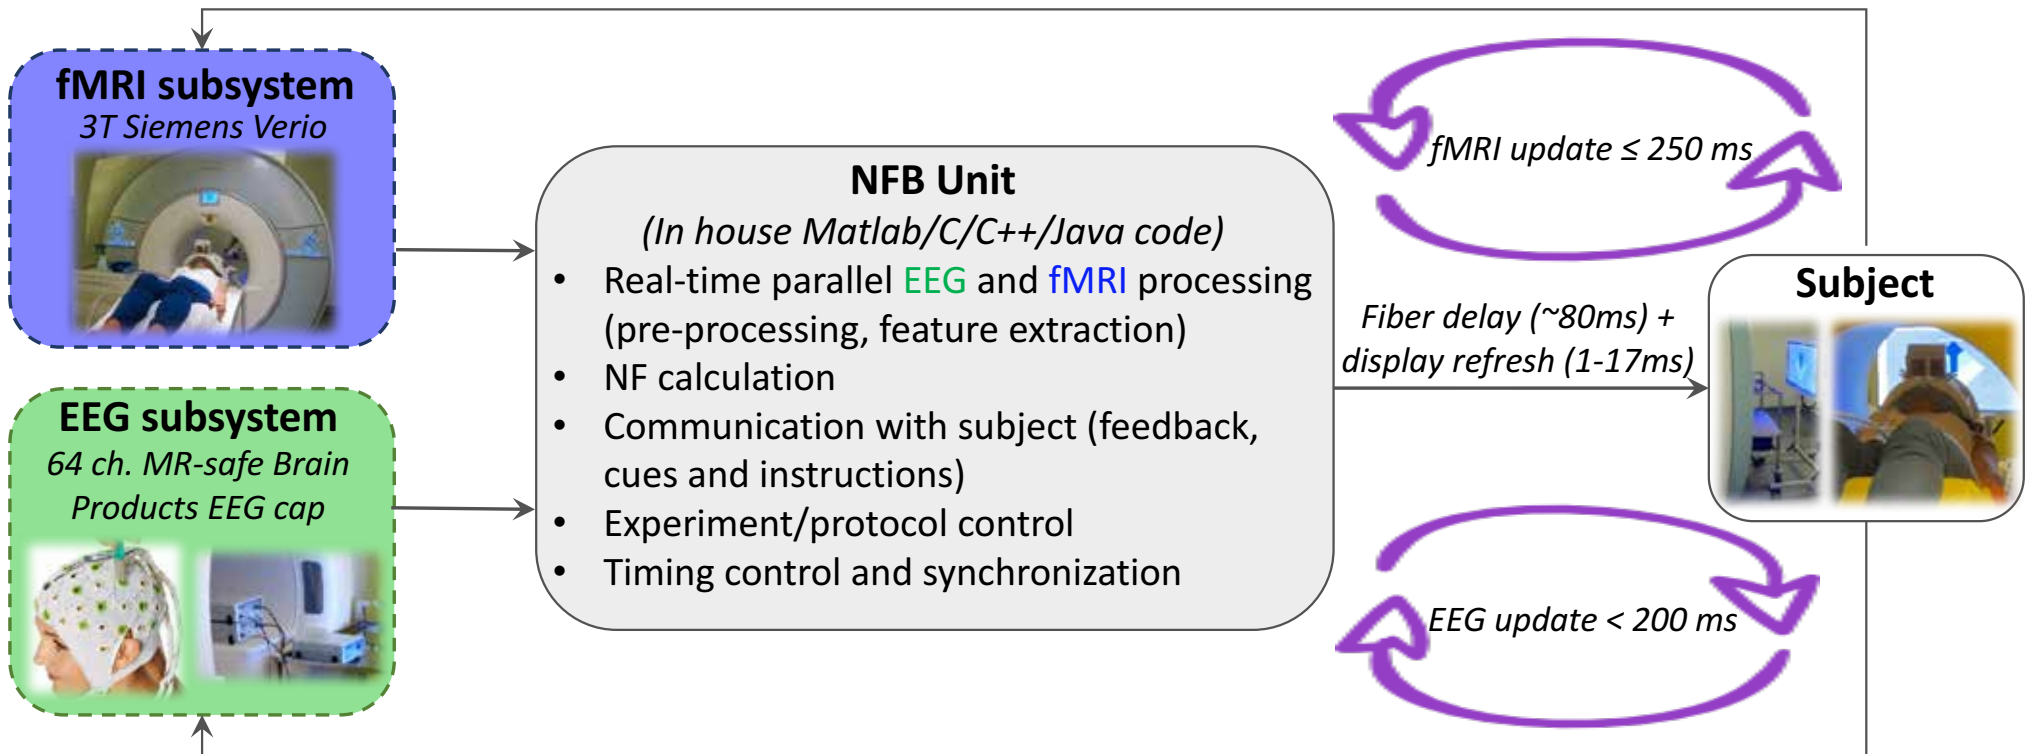 fMRI subsystem
3T Siemens Verio
EEG subsystem
64 ch. MR-safe Brain
Products EEG cap
NFB Unit
(In house Matlab/C/C++/Java code)
• Real-time parallel EEG and fMRI processing
(pre-processing, feature extraction)
• NF calculation
• Communication with subject (feedback,
cues and instructions)
• Experiment/protocol control
• Timing control and synchronization
fMRI update ≤ 250 ms
Fiber delay (~80ms) +
display refresh (1-17ms)
EEG update < 200 ms
Subject